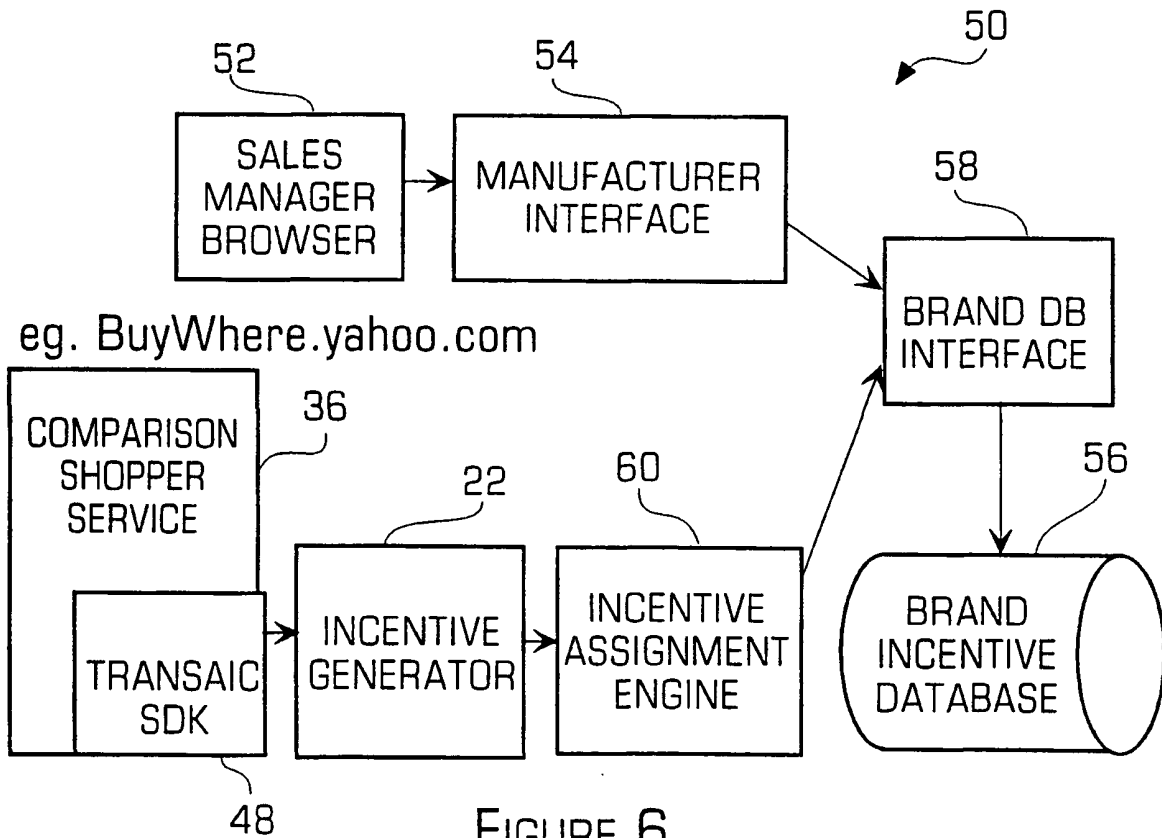 50
52
54
SALES
MANAGER
BROWSER
MANUFACTURER
INTERFACE
58
BRAND DB
INTERFACE
eg. BuyWhere.yahoo.com
36
COMPARISON
SHOPPER
SERVICE
TRANSAIC
SDK
48
22
INCENTIVE
GENERATOR
60
INCENTIVE
ASSIGNMENT
ENGINE
56
BRAND
INCENTIVE
DATABASE
FIGURE 6